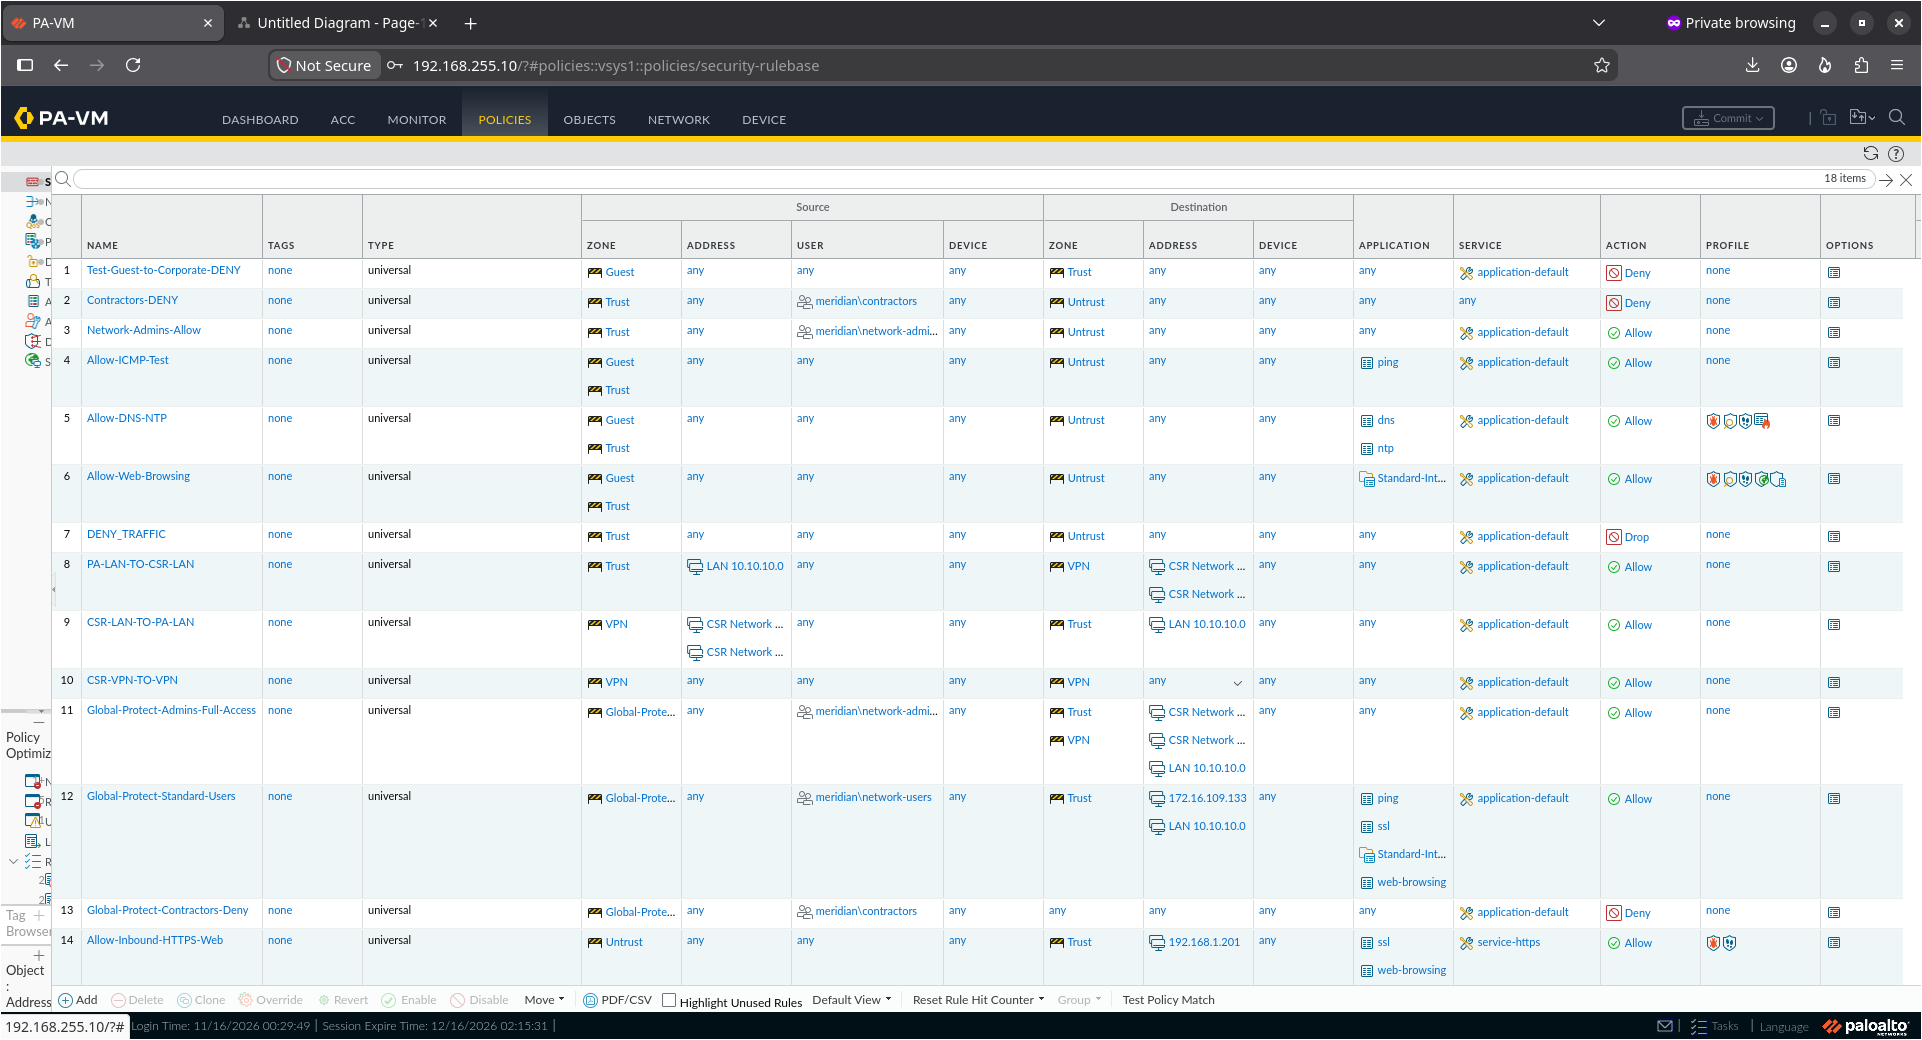 PA-VM
Untitled Diagram - Page-
Private browsing
Not Secure
192.168.255.10/?#policies::vsys1::policies/security-rulebase
PA-VM DASHBOARD ACC MONITOR POLICIES OBJECTS NETWORK DEVICE Commit
18 items
Source Destination
NAME TAGS TYPE ZONE ADDRESS USER DEVICE ZONE ADDRESS DEVICE APPLICATION SERVICE ACTION PROFILE OPTIONS
1 Test-Guest-to-Corporate-DENY none universal Guest any any any Trust any any any application-default Deny none
2 Contractors-DENY none universal Trust any meridian\contractors any Untrust any any any any Deny none
3 Network-Admins-Allow none universal Trust any meridian\network-admi... any Untrust any any any application-default Allow none
4 Allow-ICMP-Test none universal Guest any any any Untrust any any ping application-default Allow none
Trust
5 Allow-DNS-NTP none universal Guest any any any Untrust any any dns application-default Allow
Trust ntp
6 Allow-Web-Browsing none universal Guest any any any Untrust any any Standard-Int... application-default Allow
Trust
7 DENY_TRAFFIC none universal Trust any any any Untrust any any any application-default Drop none
8 PA-LAN-TO-CSR-LAN none universal Trust LAN 10.10.10.0 any any VPN CSR Network ... any any application-default Allow none
CSR Network ...
9 CSR-LAN-TO-PA-LAN none universal VPN CSR Network ... any any Trust LAN 10.10.10.0 any any application-default Allow none
CSR Network ...
10 CSR-VPN-TO-VPN none universal VPN any any any VPN any any any application-default Allow none
11 Global-Protect-Admins-Full-Access none universal Global-Prote... any meridian\network-admi... any Trust CSR Network ... any any application-default Allow none
VPN CSR Network ...
LAN 10.10.10.0
12 Global-Protect-Standard-Users none universal Global-Prote... any meridian\network-users any Trust 172.16.109.133 any ping application-default Allow none
LAN 10.10.10.0 ssl
Standard-Int...
web-browsing
13 Global-Protect-Contractors-Deny none universal Global-Prote... any meridian\contractors any any any any any application-default Deny none
14 Allow-Inbound-HTTPS-Web none universal Untrust any any any Trust 192.168.1.201 any ssl service-https Allow
web-browsing
Policy
Optimiz
Tag
Browser
Object
:
Address
Add Delete Clone Override Revert Enable Disable Move PDF/CSV Highlight Unused Rules Default View Reset Rule Hit Counter Group Test Policy Match
192.168.255.10/?#
Login Time: 11/16/2026 00:29:49 | Session Expire Time: 12/16/2026 02:15:31 |
Tasks | Language paloalto NETWORKS